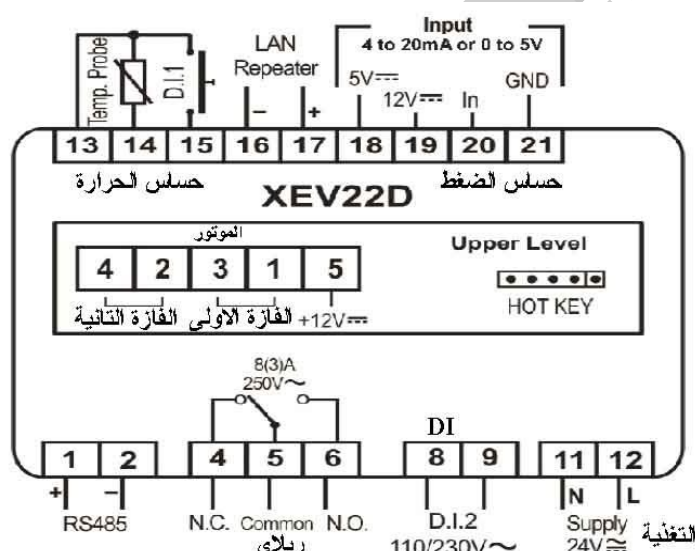 Input
4 to 20mA or 0 to 5V
LAN
Repeater
Temp. Probe
D.I.1
5V⎓
12V⎓
In
GND
– +
13 14 15 16 17 18 19 20 21
حساس الحرارة
حساس الضغط
XEV22D
الموتور
Upper Level
4 2 3 1 5
HOT KEY
الفازة الاولى
الفازة الثانية
+12V⎓
8(3)A
250V~
DI
1 2 4 5 6 8 9 11 12
+ – N L
RS485
N.C. Common N.O.
D.I.2
Supply
التغذية
ريلاي
110/230V~
24V